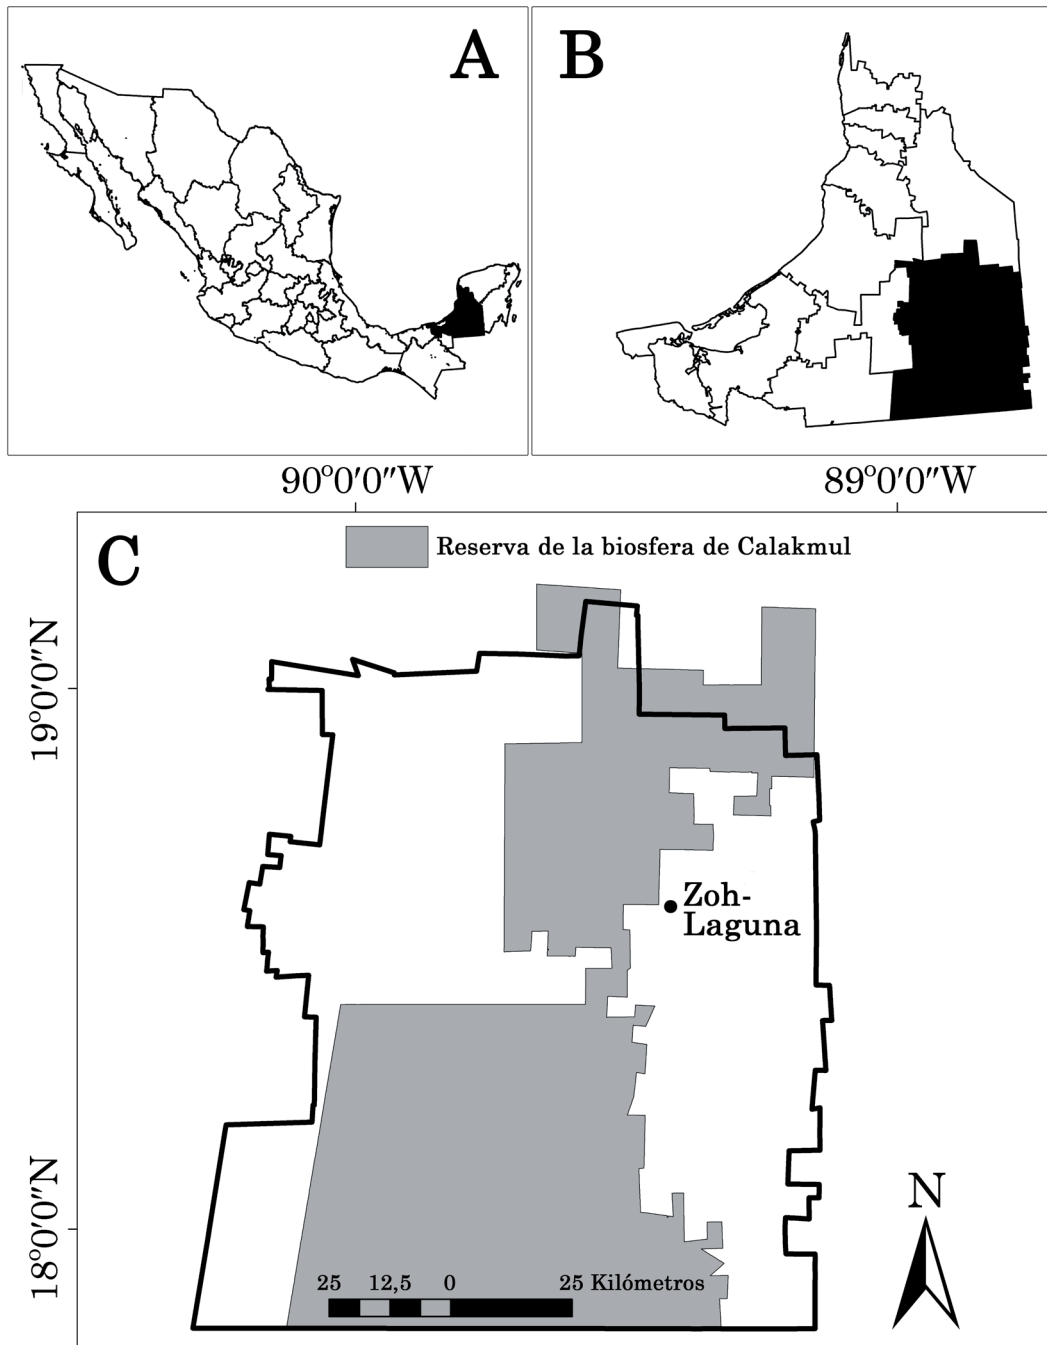 A
B
90°0'0"W
89°0'0"W
C
Reserva de la biosfera de Calakmul
19°0'0"N
Zoh-
Laguna
18°0'0"N
N
25 12,5 0 25 Kilómetros